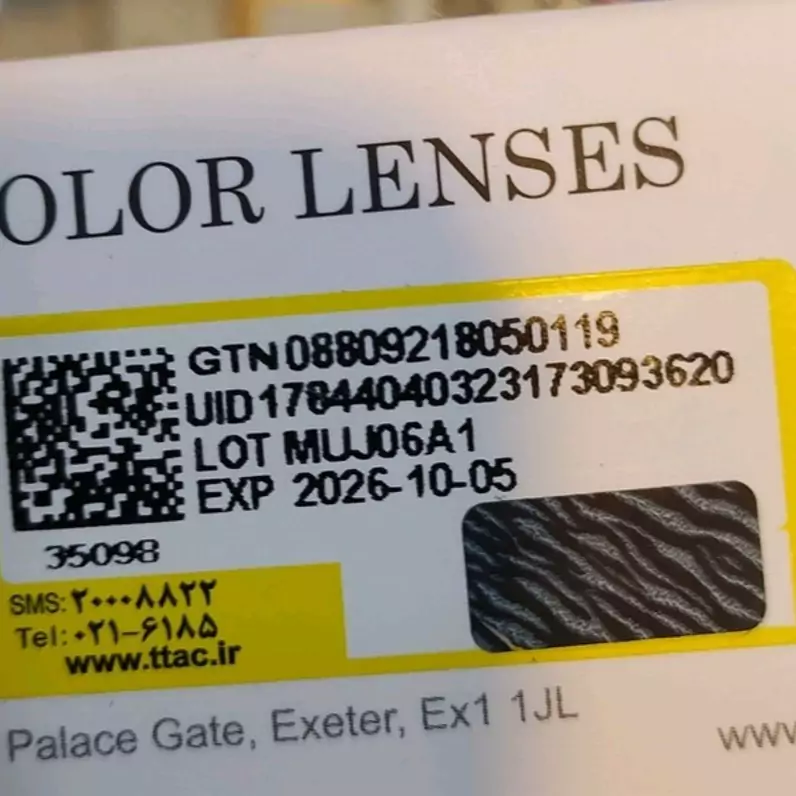 OLOR LENSES
GTN 08809218050119
UID 17844040323173093620
LOT MUJ06A1
EXP 2026-10-05
35098
SMS: ۲۰۰۰۸۸۲۲
Tel: ۰۲۱-۶۱۸۵
www.ttac.ir
Palace Gate, Exeter, Ex1 1JL
www